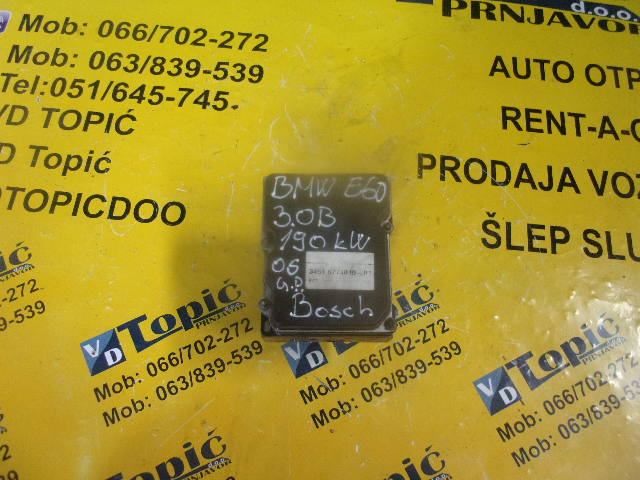 Mob: 066/702-272
Mob: 063/839-539
Tel:051/645-745
VD TOPIĆ
D Topić
OTOPICDOO
d.o.o.
PRNJAVOR
AUTO OTP
RENT-A-C
PRODAJA VOZ
ŠLEP SLU
BMW E60
3.0B
190 kW
06
G.D.
Bosch
Topić
066/702-272
063/839-539
VD Topić
PRNJAVOR
Mob: 066/702-272
Mob: 063/839-539
VD Topić
PRNJAVOR
Mob: 066/702-272
Mob: 063/839-539